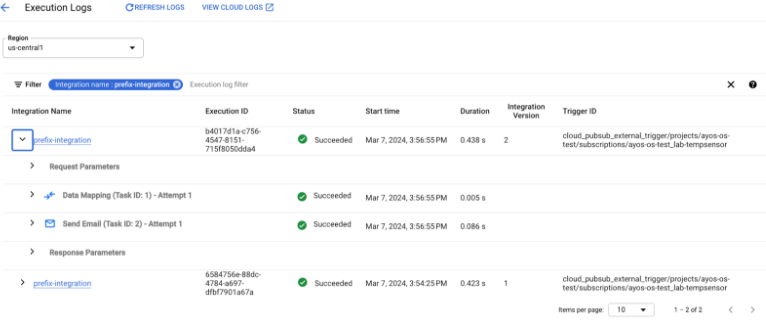 Execution Logs
REFRESH LOGS
VIEW CLOUD LOGS
Region
us-central1
Filter
Integration name : prefix-integration
Execution log filter
Integration Name
Execution ID
Status
Start time
Duration
Integration
Version
Trigger ID
prefix-integration
b4017d1a-c756-
4547-8151-
715f8050dda4
Succeeded
Mar 7, 2024, 3:56:55 PM
0.438 s
2
cloud_pubsub_external_trigger/projects/ayos-os-
test/subscriptions/ayos-os-test_lab-tempsensor
Request Parameters
Data Mapping (Task ID: 1) - Attempt 1
Succeeded
Mar 7, 2024, 3:56:55 PM
0.005 s
Send Email (Task ID: 2) - Attempt 1
Succeeded
Mar 7, 2024, 3:56:55 PM
0.086 s
Response Parameters
prefix-integration
6584756e-88dc-
4784-a697-
dfbf7901a67a
Succeeded
Mar 7, 2024, 3:54:25 PM
0.423 s
1
cloud_pubsub_external_trigger/projects/ayos-os-
test/subscriptions/ayos-os-test_lab-tempsensor
Items per page:
10
1 – 2 of 2